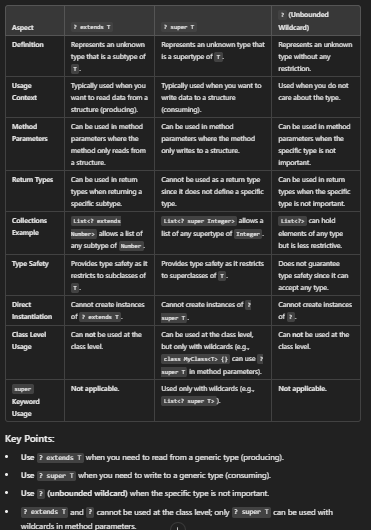 Aspect ? extends T ? super T ? (Unbounded
Wildcard)
Definition Represents an unknown Represents an unknown type that Represents an unknown
type that is a subtype of is a supertype of T . type without any
T . restriction.
Usage Typically used when you Typically used when you want to Used when you do not
Context want to read data from a write data to a structure care about the type.
structure (producing). (consuming).
Method Can be used in method Can be used in method Can be used in method
Parameters parameters where the parameters where the method parameters when the
method only reads from only writes to a structure. specific type is not
a structure. important.
Return Types Can be used in return Cannot be used as a return type Can be used in return
types when returning a since it does not define a specific types when the specific
specific subtype. type. type is not important.
Collections List<? extends List<? super Integer> allows a List<?> can hold
Example Number> allows a list of list of any supertype of Integer . elements of any type
any subtype of Number . but is less restrictive.
Type Safety Provides type safety as it Provides type safety as it restricts Does not guarantee
restricts to subclasses of to superclasses of T . type safety since it can
T . accept any type.
Direct Cannot create instances Cannot create instances of ? Cannot create instances
Instantiation of ? extends T . super T . of ? .
Class Level Can not be used at the Can be used at the class level, Can not be used at the
Usage class level. but only with wildcards (e.g., class level.
class MyClass<T> {} can use ?
super T in method parameters).
super Not applicable. Used only with wildcards (e.g., Not applicable.
Keyword List<? super T> ).
Usage
Key Points:
• Use ? extends T when you need to read from a generic type (producing).
• Use ? super T when you need to write to a generic type (consuming).
• Use ? (unbounded wildcard) when the specific type is not important.
• ? extends T and ? cannot be used at the class level; only ? super T can be used with
wildcards in method parameters.